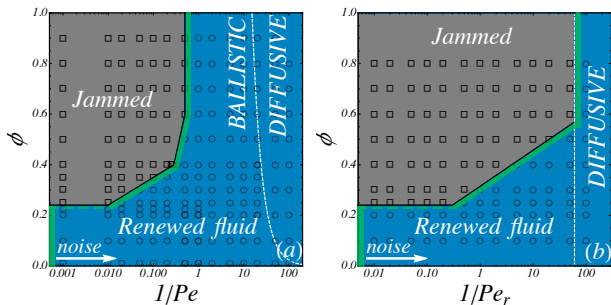 1.0
0.8
0.6
0.4
0.2
0.0
ϕ
Jammed
BALLISTIC
DIFFUSIVE
Renewed fluid
noise
(a)
0.001
0.010
0.100
1
10
100
1/Pe
1.0
0.8
0.6
0.4
0.2
0.0
ϕ
Jammed
DIFFUSIVE
Renewed fluid
noise
(b)
0.01
0.10
1
10
100
1/Pe_r